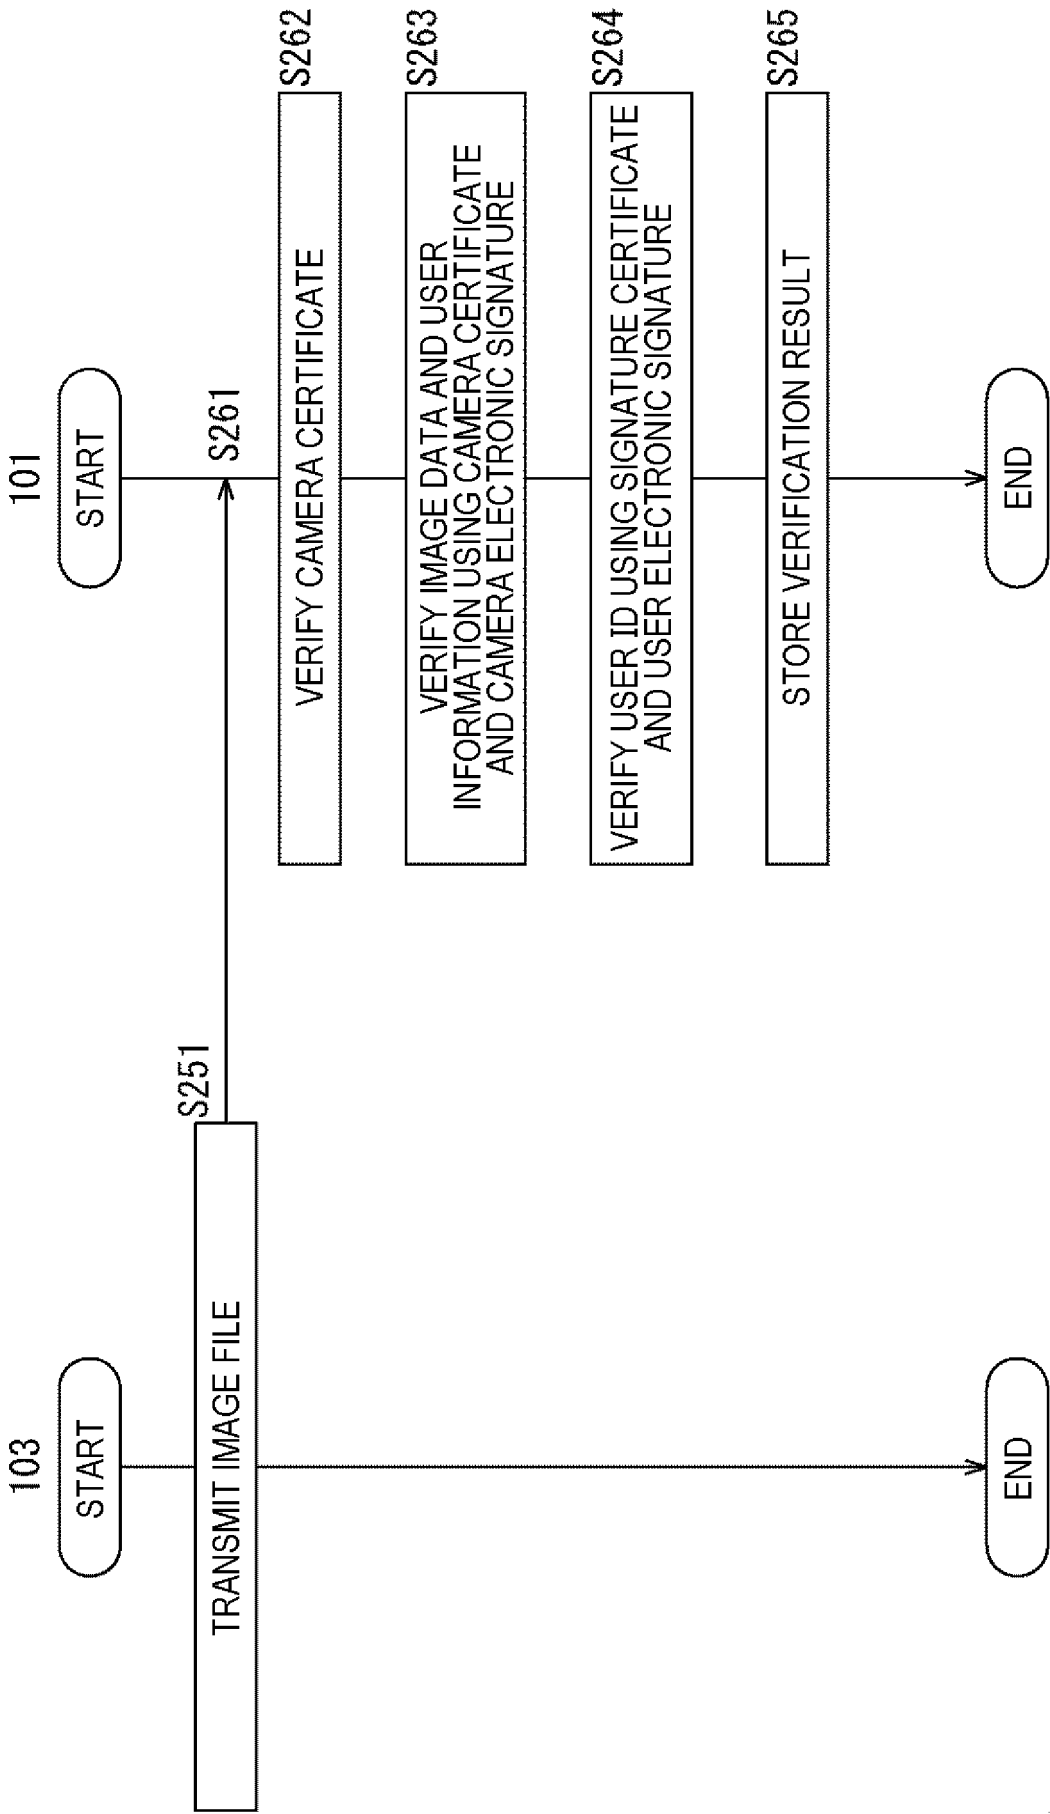 103
START
S251
TRANSMIT IMAGE FILE
END
101
START
S261
S262
VERIFY CAMERA CERTIFICATE
S263
VERIFY IMAGE DATA AND USER
INFORMATION USING CAMERA CERTIFICATE
AND CAMERA ELECTRONIC SIGNATURE
S264
VERIFY USER ID USING SIGNATURE CERTIFICATE
AND USER ELECTRONIC SIGNATURE
S265
STORE VERIFICATION RESULT
END